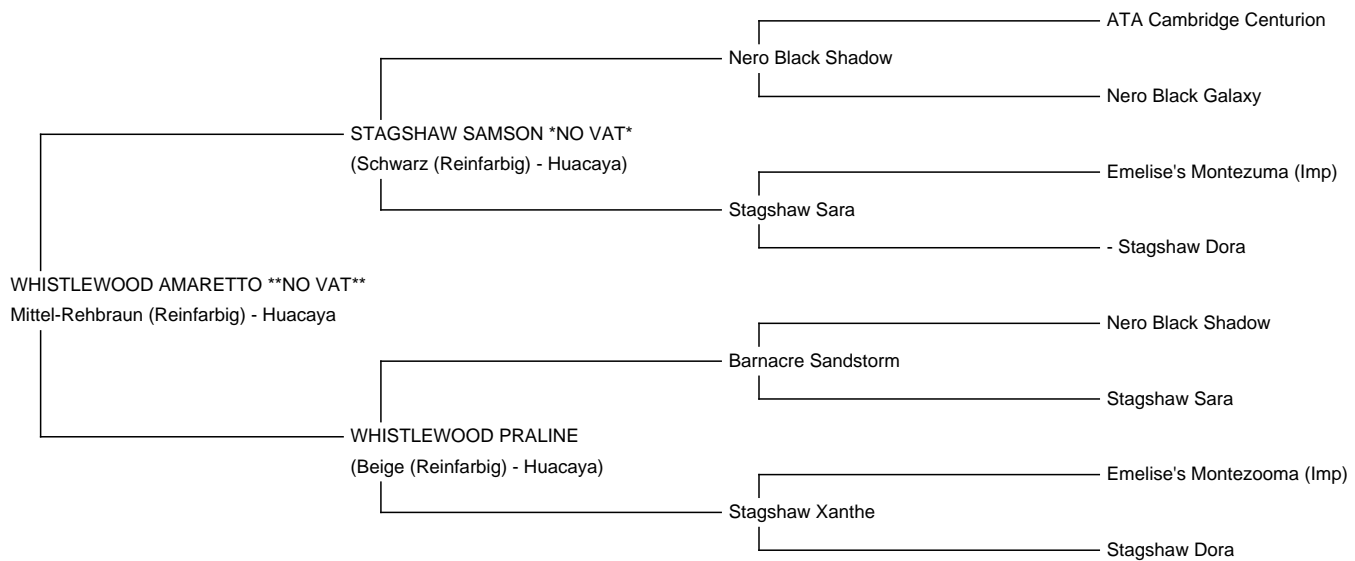 ATA Cambridge Centurion
Nero Black Shadow
Nero Black Galaxy
STAGSHAW SAMSON *NO VAT*
(Schwarz (Reinfarbig) - Huacaya)
Emelise's Montezuma (Imp)
Stagshaw Sara
- Stagshaw Dora
WHISTLEWOOD AMARETTO **NO VAT**
Mittel-Rehbraun (Reinfarbig) - Huacaya
Nero Black Shadow
Barnacre Sandstorm
Stagshaw Sara
WHISTLEWOOD PRALINE
(Beige (Reinfarbig) - Huacaya)
Emelise's Montezooma (Imp)
Stagshaw Xanthe
Stagshaw Dora